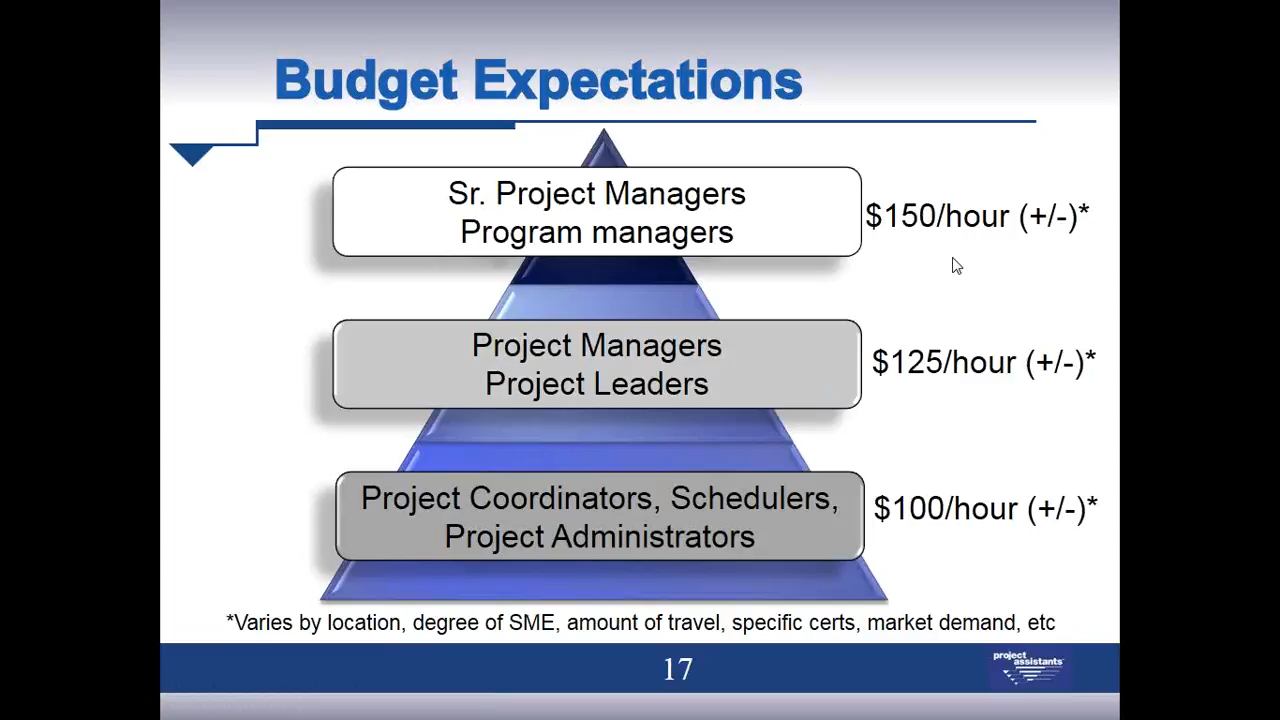 Budget Expectations
Sr. Project Managers
Program managers
$150/hour (+/-)*
Project Managers
Project Leaders
$125/hour (+/-)*
Project Coordinators, Schedulers,
Project Administrators
$100/hour (+/-)*
*Varies by location, degree of SME, amount of travel, specific certs, market demand, etc
17
project
assistants